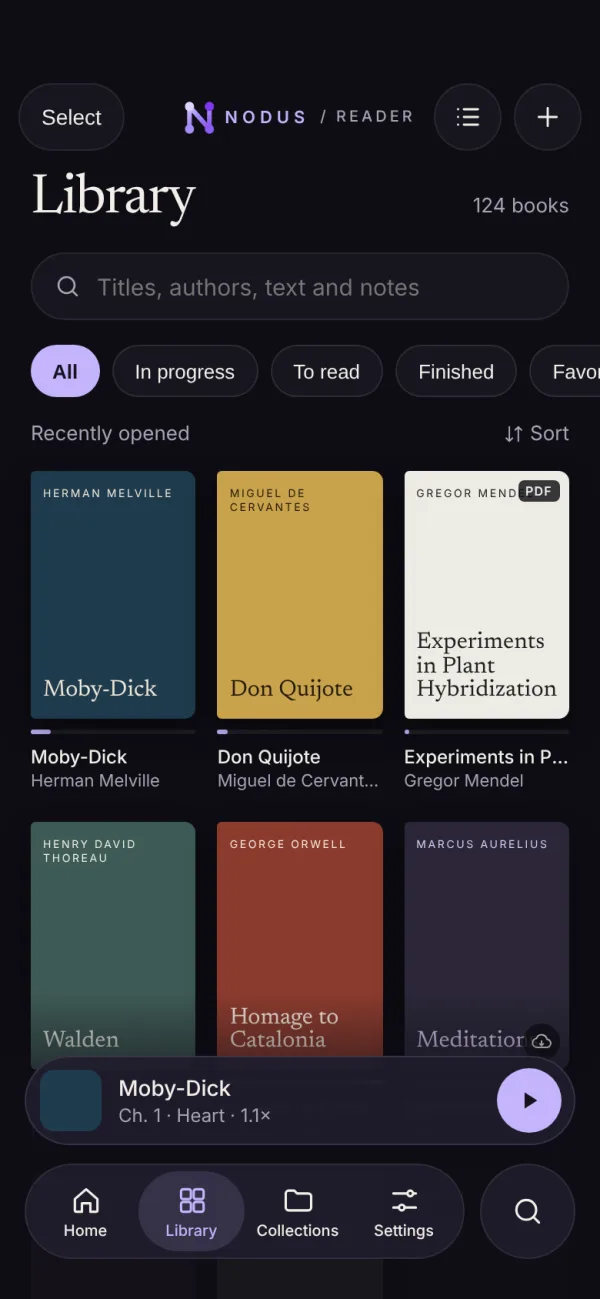 Select
NODUS / READER
Library
124 books
Titles, authors, text and notes
All
In progress
To read
Finished
Recently opened
Sort
HERMAN MELVILLE
Moby-Dick
MIGUEL DE
CERVANTES
Don Quijote
GREGOR
PDF
Experiments
in Plant
Hybridization
Moby-Dick
Herman Melville
Don Quijote
Miguel de Cervant...
Experiments in P...
Gregor Mendel
HENRY DAVID
THOREAU
Walden
GEORGE ORWELL
Homage to
Catalonia
MARCUS AURELIUS
Moby-Dick
Ch. 1 · Heart · 1.1×
Home
Library
Collections
Settings